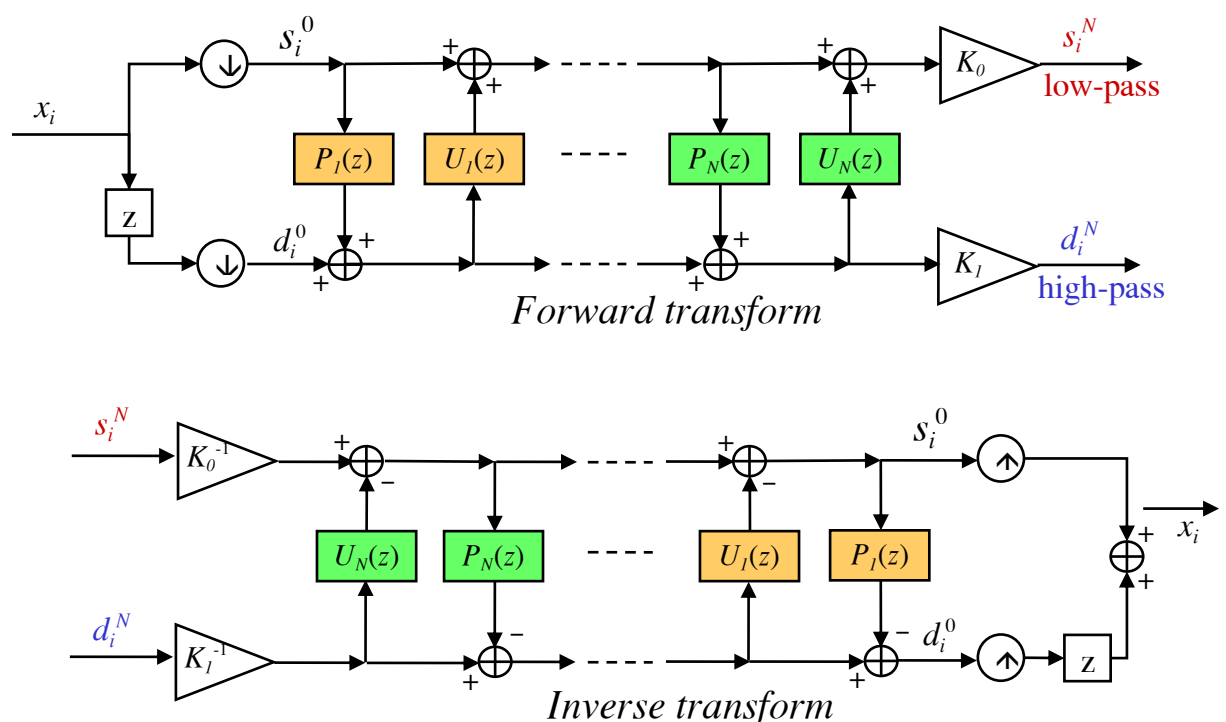 s_i^0
+
+
+
+
K_0
s_i^N
low-pass
x_i
P_1(z)
U_1(z)
P_N(z)
U_N(z)
z
d_i^0
+
+
+
+
K_1
d_i^N
high-pass
Forward transform
s_i^N
K_0^-1
+
−
+
−
s_i^0
x_i
U_N(z)
P_N(z)
U_1(z)
P_1(z)
+
+
d_i^N
K_1^-1
−
+
−
+
d_i^0
z
Inverse transform